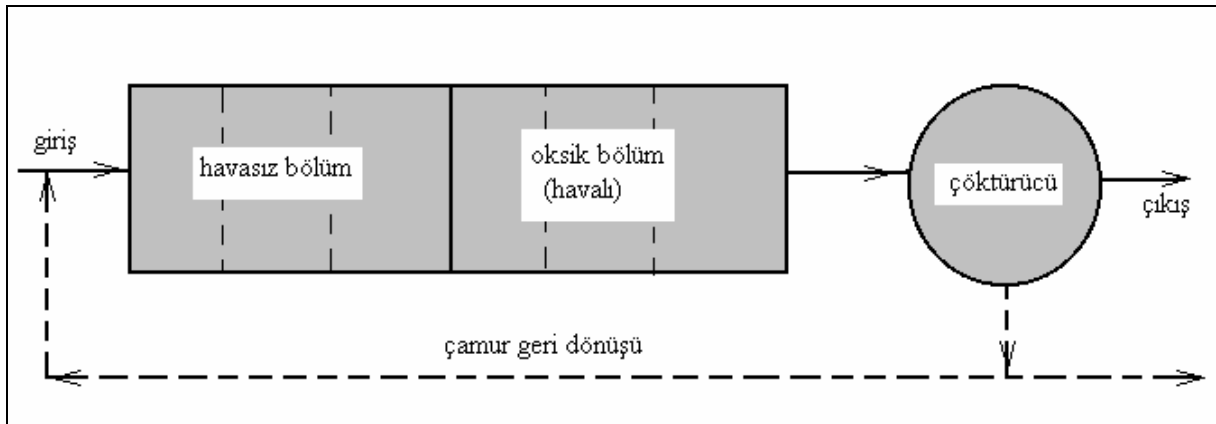 giriş
havasız bölüm
oksik bölüm
(havalı)
çöktürücü
çıkış
çamur geri dönüşü